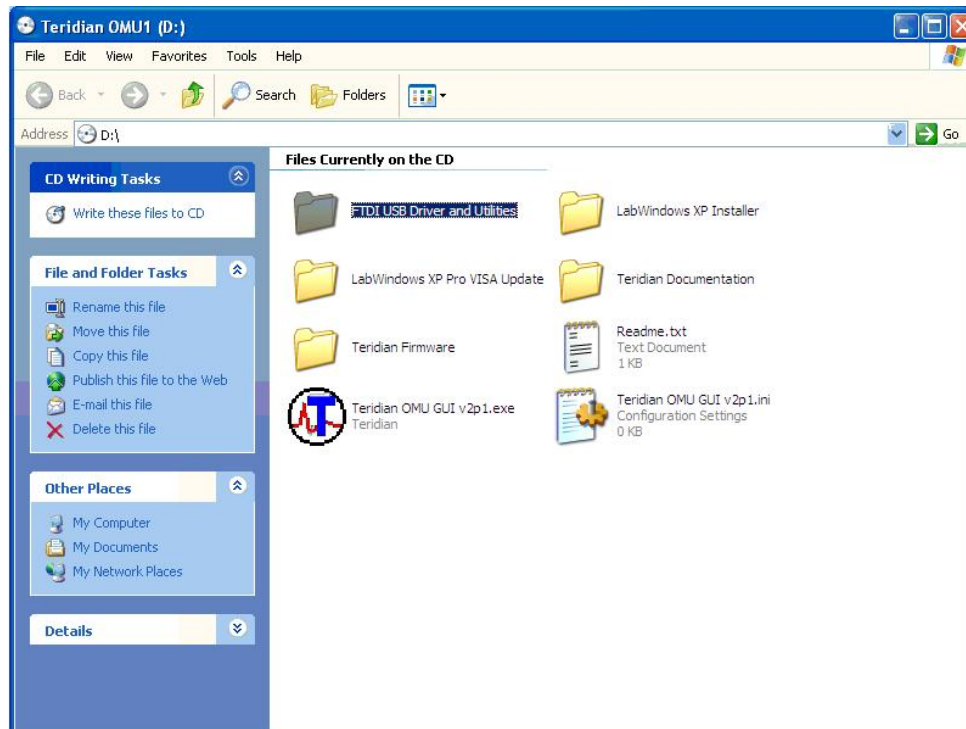 Teridian OMU1 (D:)
File Edit View Favorites Tools Help
Back Search Folders
Address D:\ Go
Files Currently on the CD
CD Writing Tasks
Write these files to CD
File and Folder Tasks
Rename this file
Move this file
Copy this file
Publish this file to the Web
E-mail this file
Delete this file
Other Places
My Computer
My Documents
My Network Places
Details
FTDI USB Driver and Utilities
LabWindows XP Installer
LabWindows XP Pro VISA Update
Teridian Documentation
Teridian Firmware
Readme.txt
Text Document
1 KB
Teridian OMU GUI v2p1.exe
Teridian
Teridian OMU GUI v2p1.ini
Configuration Settings
0 KB